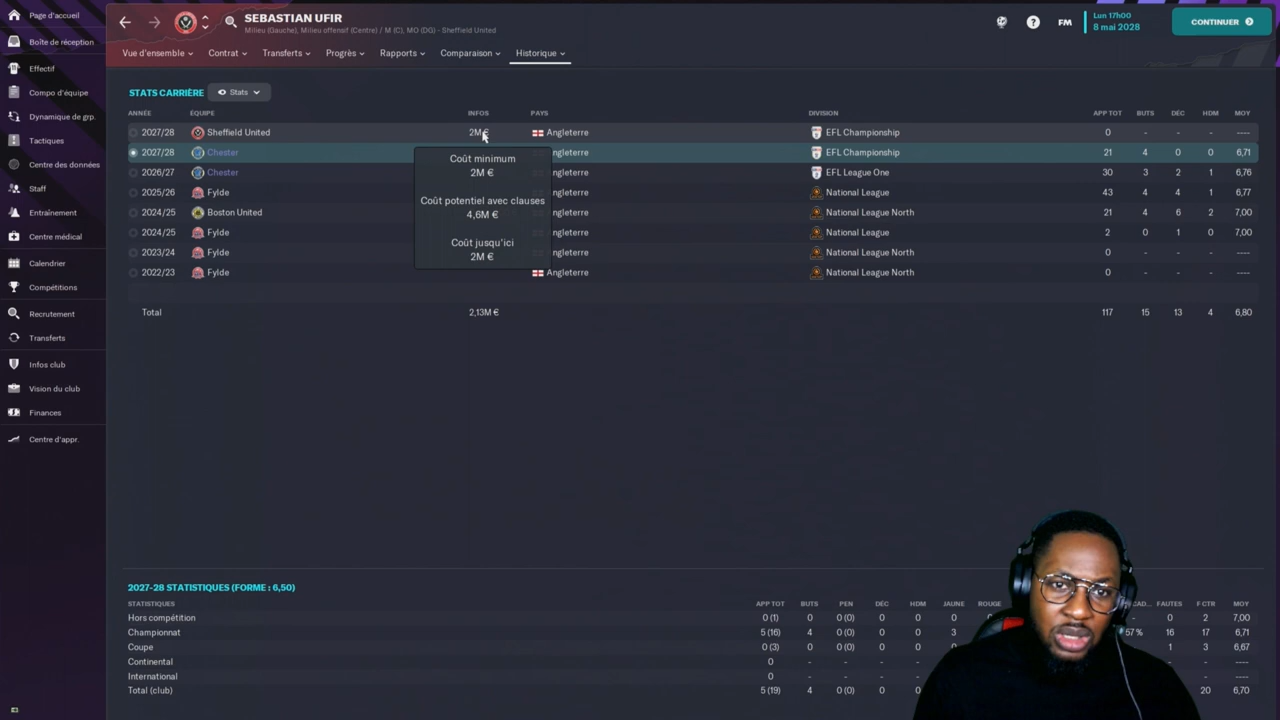 Page d'accueil
Boîte de réception
Effectif
Compo d'équipe
Dynamique de grp.
Tactiques
Centre des données
Staff
Entraînement
Centre médical
Calendrier
Compétitions
Recrutement
Transferts
Infos club
Vision du club
Finances
Centre d'appr.
SEBASTIAN UFIR
Milieu (Gauche), Milieu offensif (Centre) / M (C), MO (DG) - Sheffield United
FM
Lun 17h00
8 mai 2028
CONTINUER
Vue d'ensemble Contrat Transferts Progrès Rapports Comparaison Historique
STATS CARRIÈRE Stats
ANNÉE ÉQUIPE INFOS PAYS DIVISION APP TOT BUTS DÉC HDM MOY
2027/28 Sheffield United 2M € Angleterre EFL Championship 0 - - - ----
2027/28 Chester ngleterre EFL Championship 21 4 0 0 6,71
2026/27 Chester ngleterre EFL League One 30 3 2 1 6,76
2025/26 Fylde ngleterre National League 43 4 4 1 6,77
2024/25 Boston United ngleterre National League North 21 4 6 2 7,00
2024/25 Fylde ngleterre National League 2 0 1 0 7,00
2023/24 Fylde ngleterre National League North 0 - - - ----
2022/23 Fylde Angleterre National League North 0 - - - ----
Total 2,13M € 117 15 13 4 6,80
Coût minimum
2M €
Coût potentiel avec clauses
4,6M €
Coût jusqu'ici
2M €
2027-28 STATISTIQUES (FORME : 6,50)
STATISTIQUES APP TOT BUTS PEN DÉC HDM JAUNE ROUGE CAD... FAUTES F CTR MOY
Hors compétition 0 (1) 0 0 (0) 0 0 0 - 0 2 7,00
Championnat 5 (16) 4 0 (0) 0 0 3 57 % 16 17 6,71
Coupe 0 (3) 0 0 (0) 0 0 1 3 6,67
Continental 0 - - - - - - ----
International 0 - - - - - - ----
Total (club) 5 (19) 4 0 (0) 0 0 20 6,70